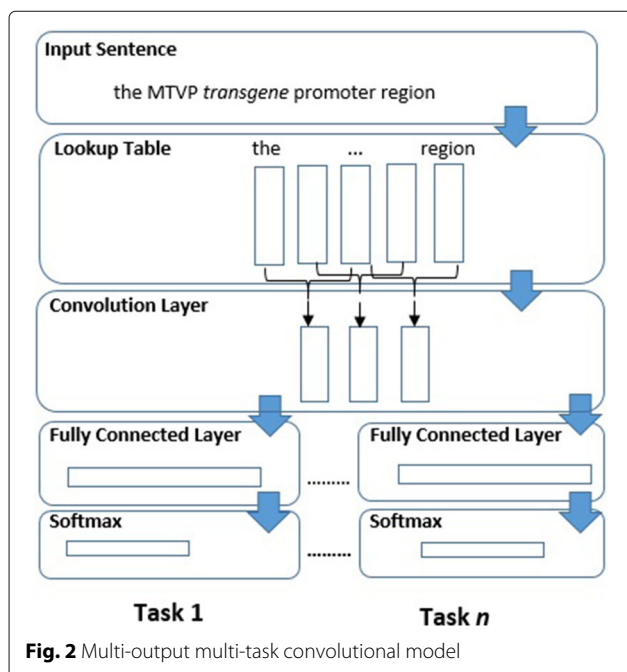 Input Sentence
the MTVP transgene promoter region
Lookup Table the ... region
Convolution Layer
Fully Connected Layer Fully Connected Layer
.........
Softmax Softmax
.........
Task 1 Task n
Fig. 2 Multi-output multi-task convolutional model